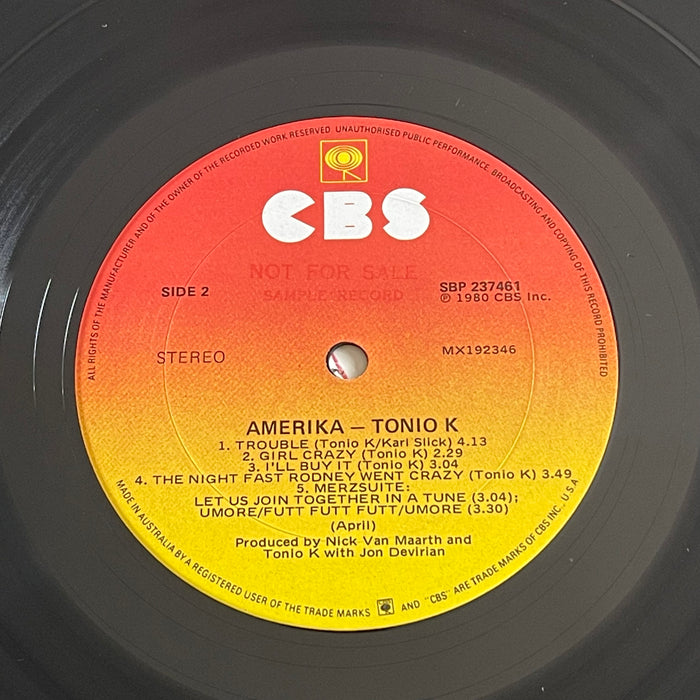 ALL RIGHTS OF THE MANUFACTURER AND OF THE OWNER OF THE RECORDED WORK RESERVED. UNAUTHORISED PUBLIC PERFORMANCE, BROADCASTING AND COPYING OF THIS RECORD PROHIBITED
CBS
NOT FOR SALE
SAMPLE RECORD
SIDE 2
SBP 237461
℗ 1980 CBS Inc.
STEREO
MX192346
AMERIKA — TONIO K
1. TROUBLE (Tonio K/Karl Slick) 4.13
2. GIRL CRAZY (Tonio K) 2.29
3. I'LL BUY IT (Tonio K) 3.04
4. THE NIGHT FAST RODNEY WENT CRAZY (Tonio K) 3.49
5. MERZSUITE:
LET US JOIN TOGETHER IN A TUNE (3.04);
UMORE/FUTT FUTT FUTT/UMORE (3.30)
(April)
Produced by Nick Van Maarth and
Tonio K with Jon Devirian
MADE IN AUSTRALIA BY A REGISTERED USER OF THE TRADE MARKS AND "CBS" ARE TRADE MARKS OF CBS INC., U.S.A